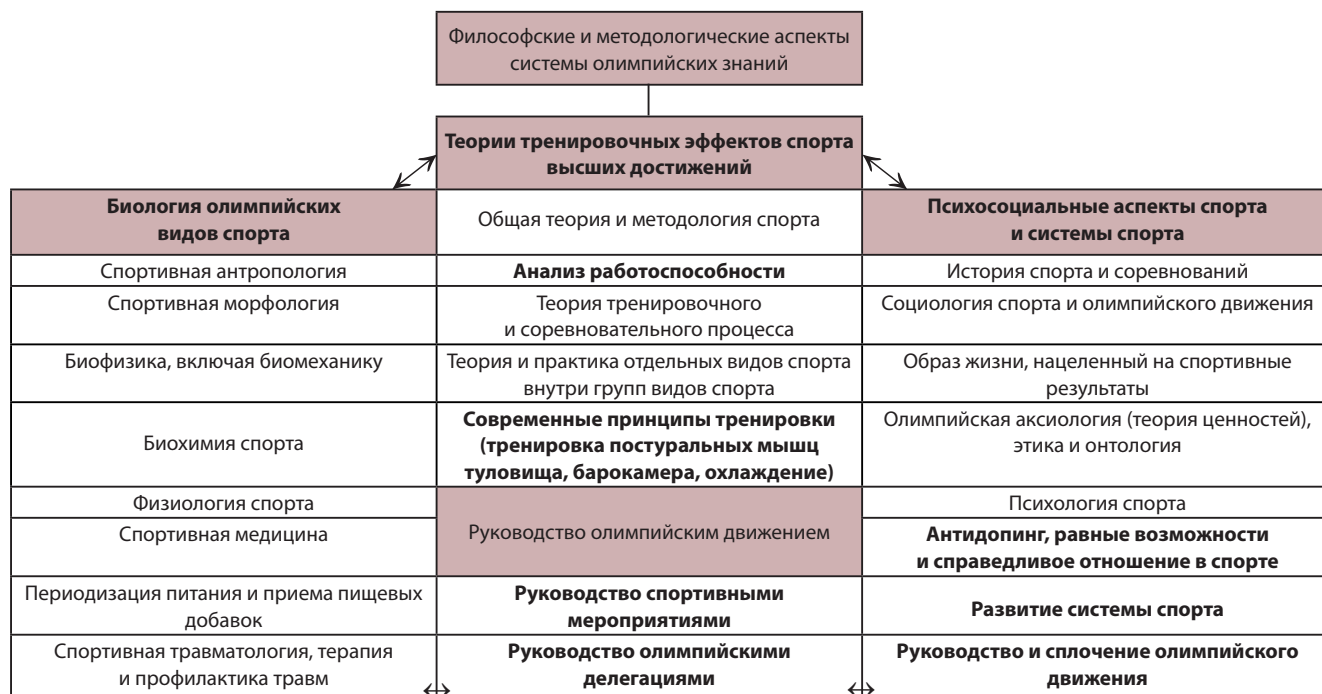 Философские и методологические аспекты
системы олимпийских знаний
Теории тренировочных эффектов спорта
высших достижений
Биология олимпийских
видов спорта
Общая теория и методология спорта
Психосоциальные аспекты спорта
и системы спорта
Спортивная антропология
Анализ работоспособности
История спорта и соревнований
Спортивная морфология
Теория тренировочного
и соревновательного процесса
Социология спорта и олимпийского движения
Биофизика, включая биомеханику
Теория и практика отдельных видов спорта
внутри групп видов спорта
Образ жизни, нацеленный на спортивные
результаты
Биохимия спорта
Современные принципы тренировки
(тренировка постуральных мышц
туловища, барокамера, охлаждение)
Олимпийская аксиология (теория ценностей),
этика и онтология
Физиология спорта
Руководство олимпийским движением
Психология спорта
Спортивная медицина
Антидопинг, равные возможности
и справедливое отношение в спорте
Периодизация питания и приема пищевых
добавок
Руководство спортивными
мероприятиями
Развитие системы спорта
Спортивная травматология, терапия
и профилактика травм
Руководство олимпийскими
делегациями
Руководство и сплочение олимпийского
движения